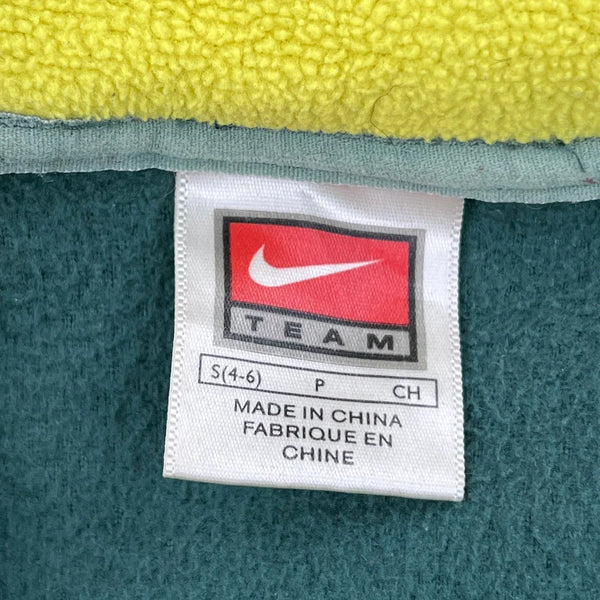 TEAM
S(4-6) P CH
MADE IN CHINA
FABRIQUE EN
CHINE